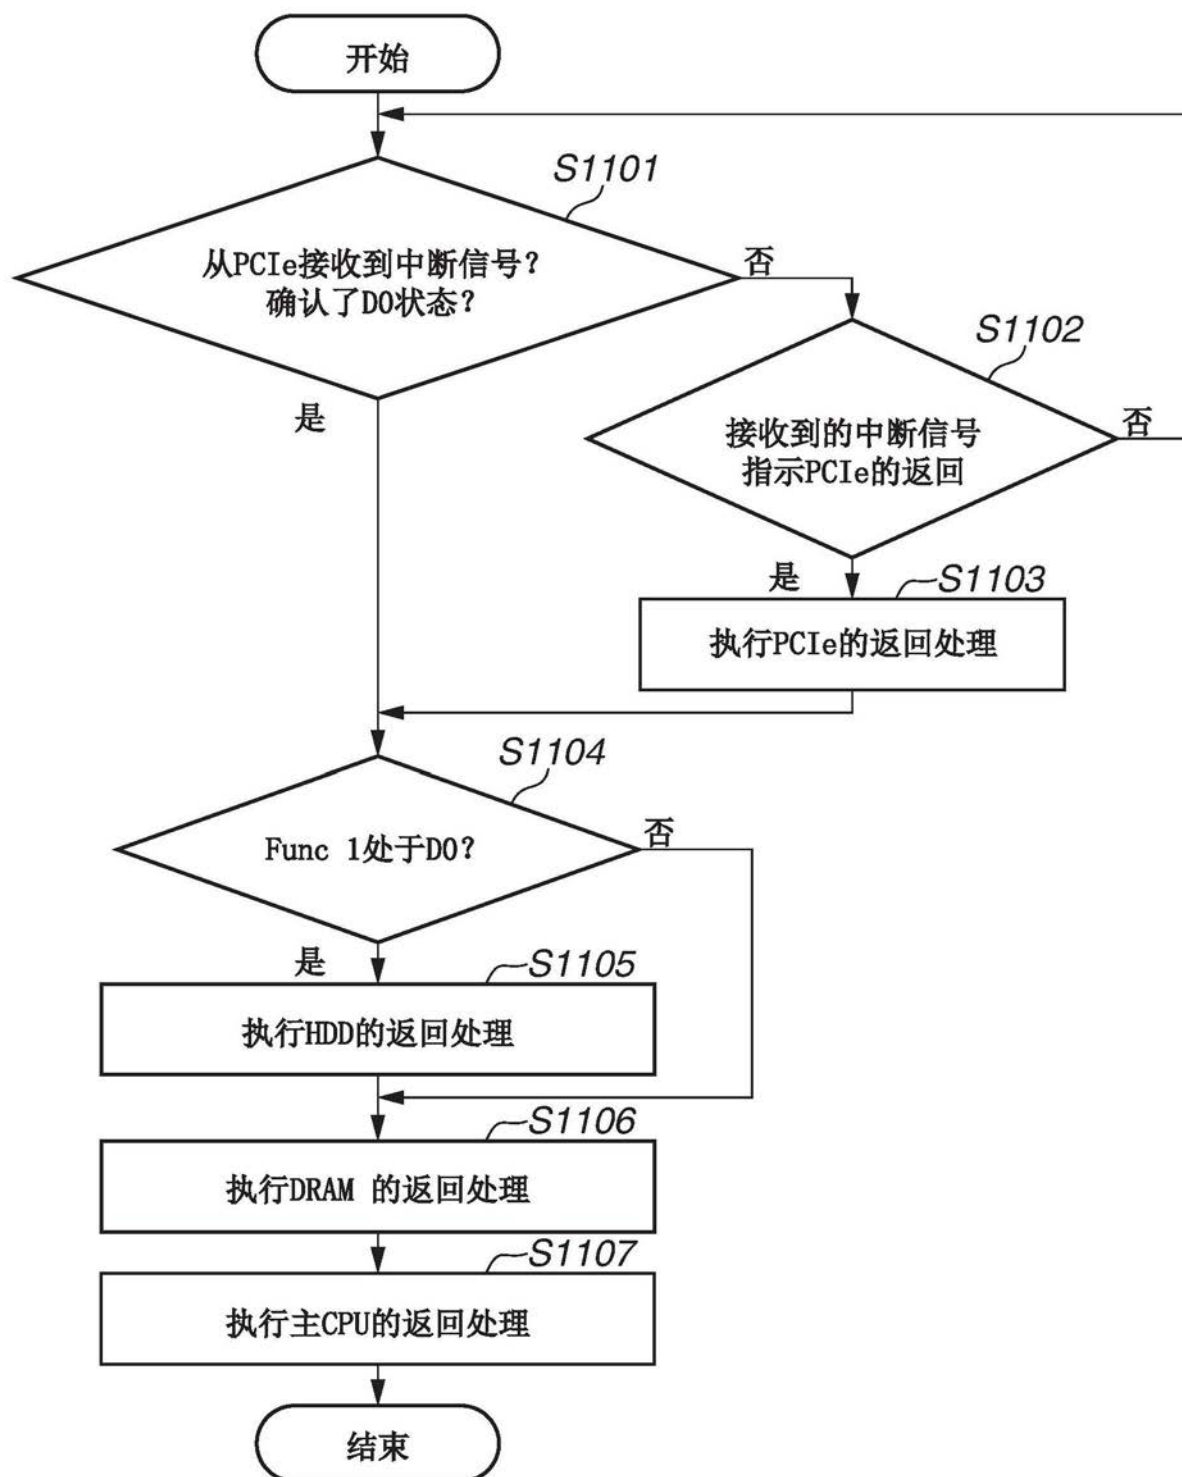 开始
S1101
从PCIe接收到中断信号?
确认了D0状态?
否
S1102
是
接收到的中断信号
指示PCIe的返回
否
是
S1103
执行PCIe的返回处理
S1104
Func 1处于D0?
否
是
S1105
执行HDD的返回处理
S1106
执行DRAM 的返回处理
S1107
执行主CPU的返回处理
结束